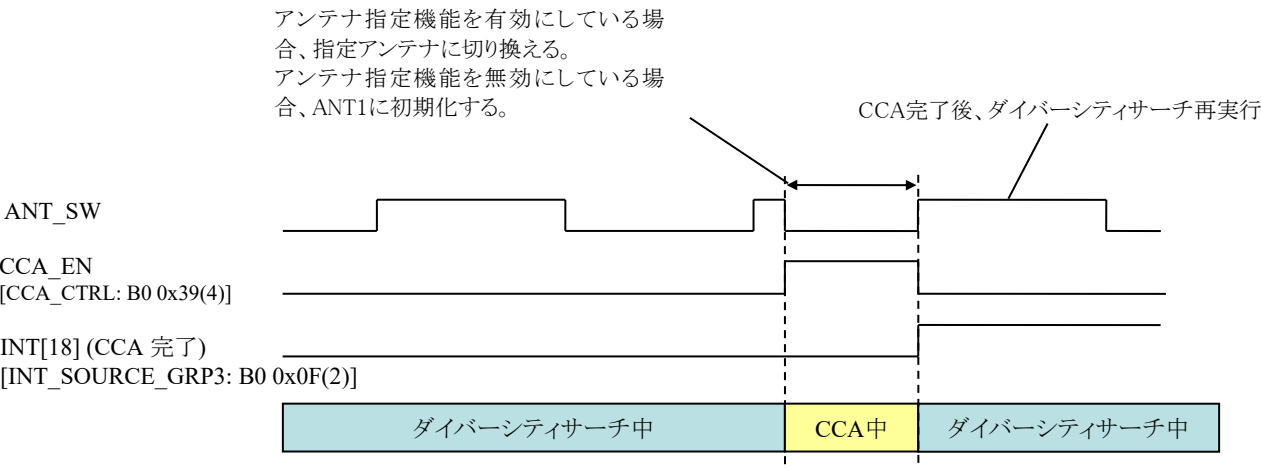 アンテナ指定機能を有効にしている場
合、指定アンテナに切り換える。
アンテナ指定機能を無効にしている場
合、ANT1に初期化する。
CCA完了後、ダイバーシティサーチ再実行
ANT_SW
CCA_EN
[CCA_CTRL: B0 0x39(4)]
INT[18] (CCA 完了)
[INT_SOURCE_GRP3: B0 0x0F(2)]
ダイバーシティサーチ中
CCA中
ダイバーシティサーチ中